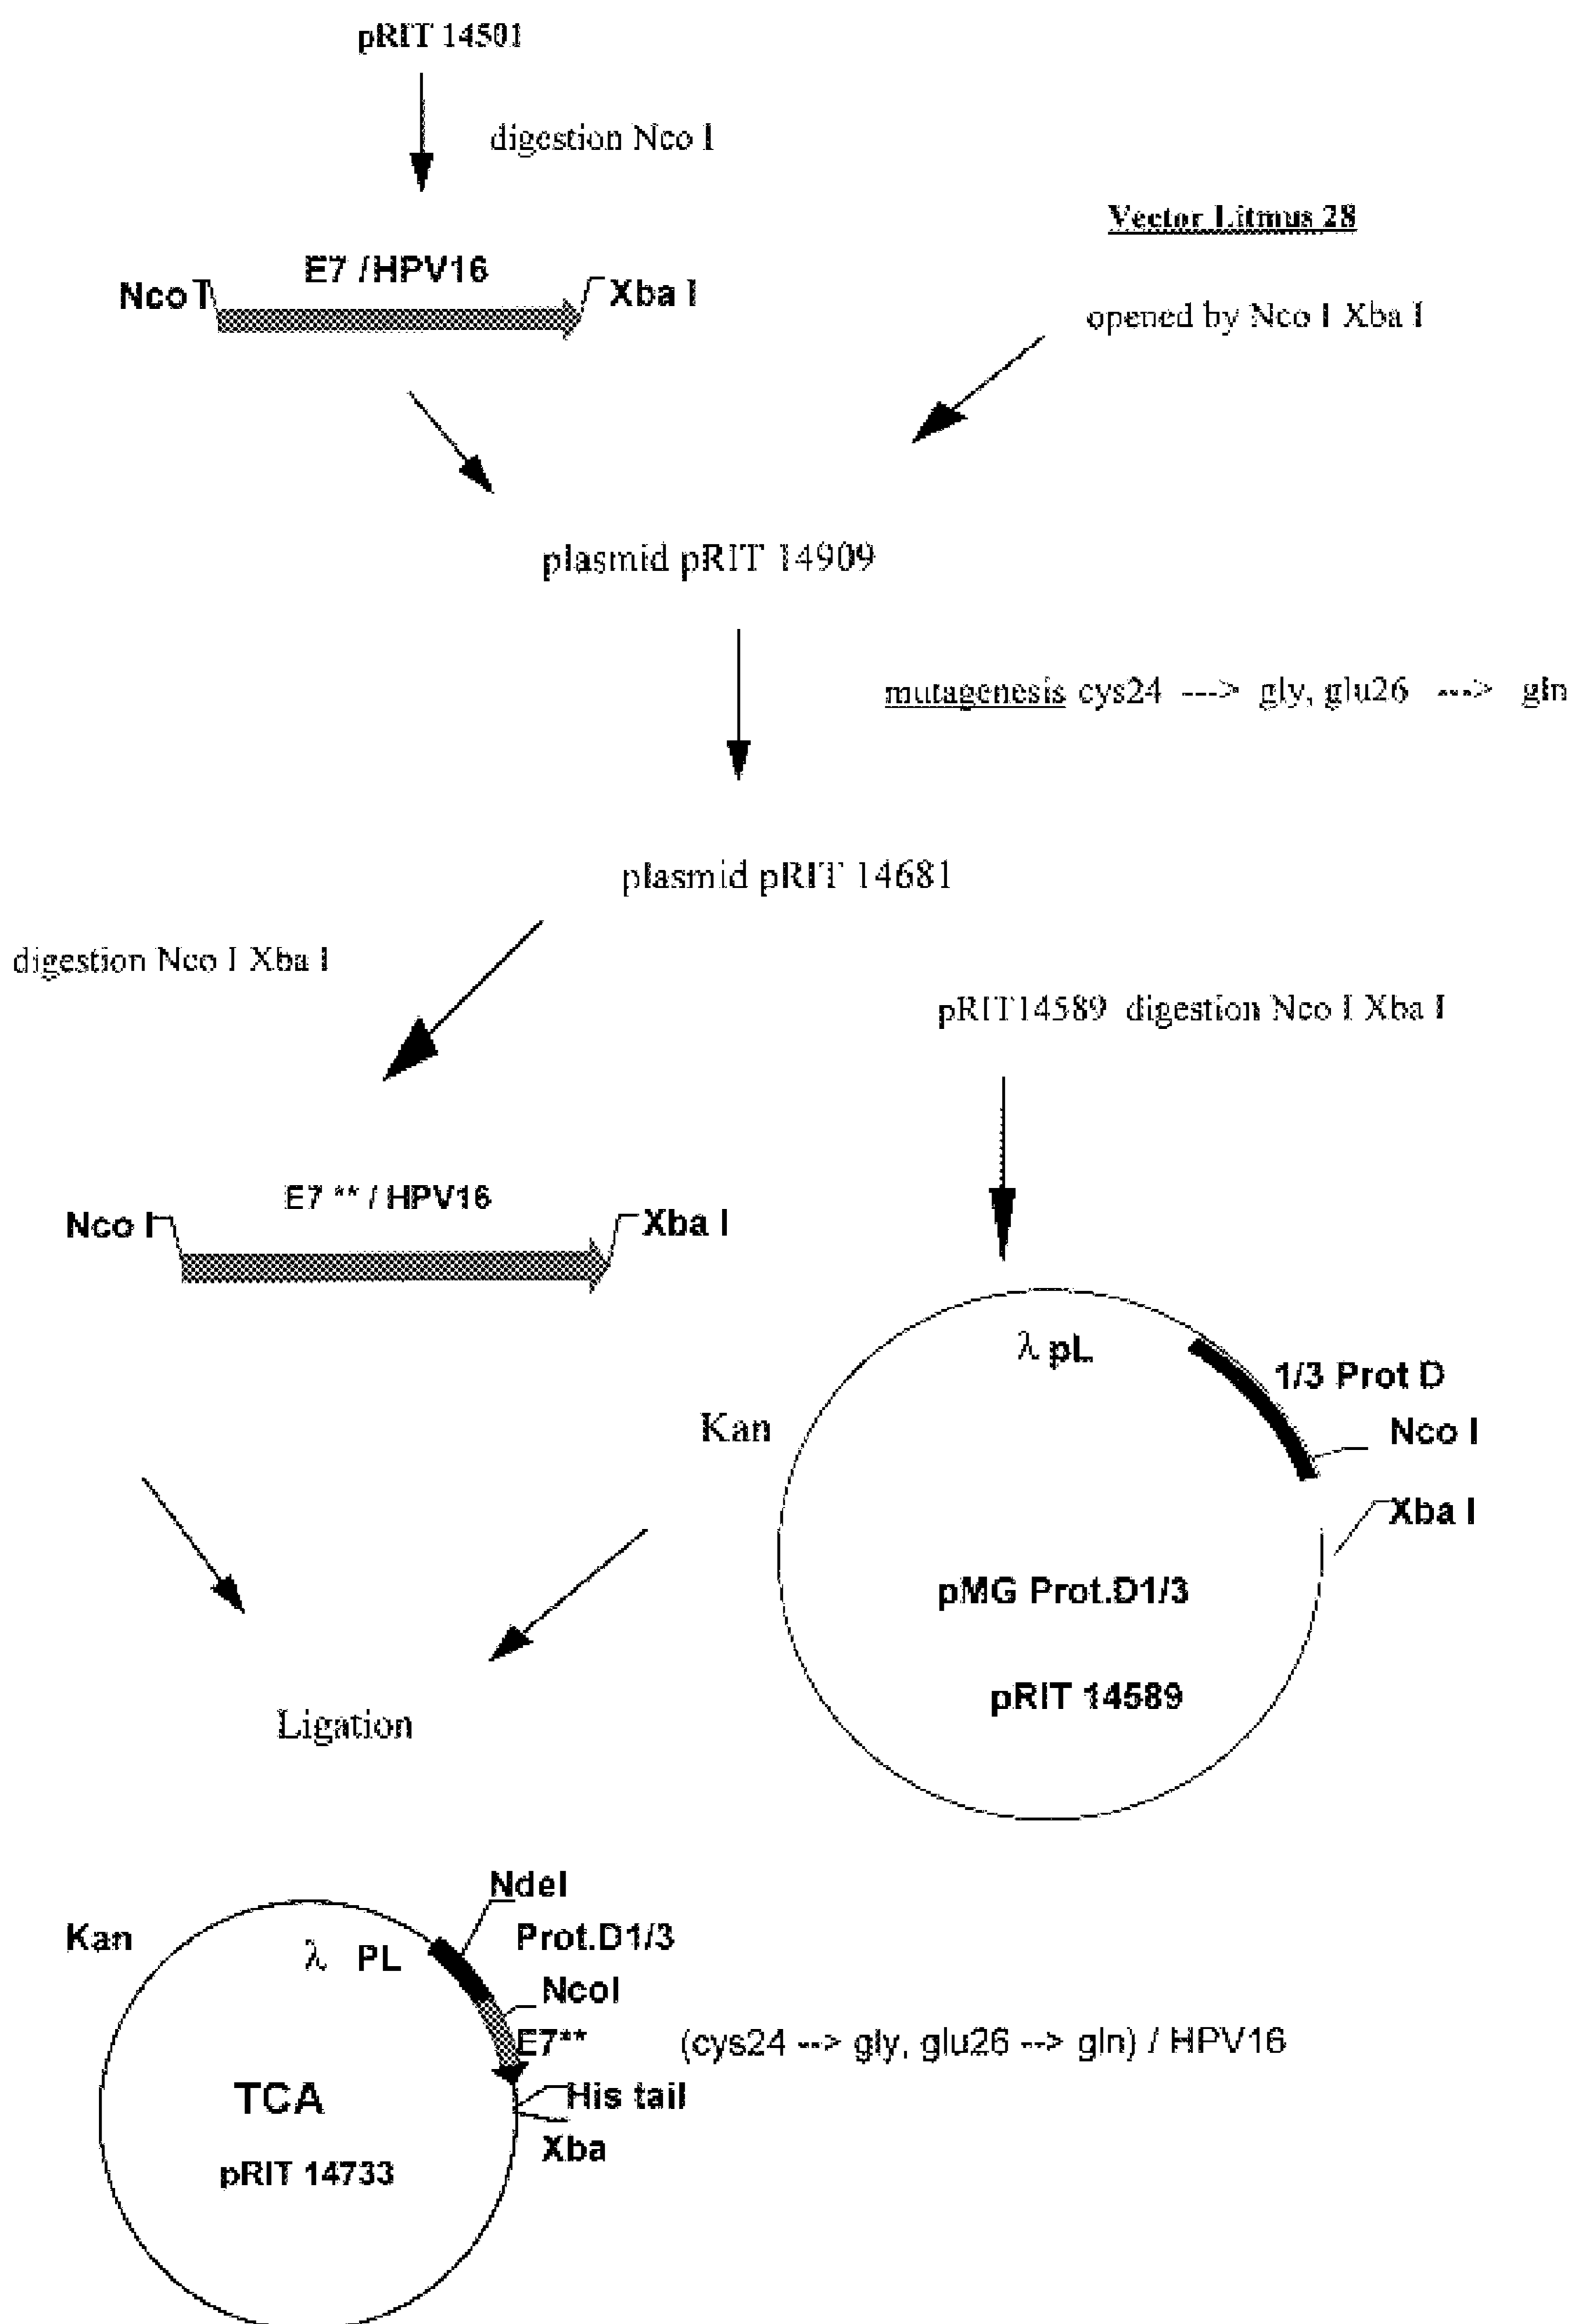 pRIT 14501
digestion Nco I
Vector Litmus 28
E7 /HPV16
Nco I
Xba I
opened by Nco I Xba I
plasmid pRIT 14909
mutagenesis cys24 ---> gly, glu26 ---> gln
plasmid pRIT 14681
digestion Nco I Xba I
pRIT14589 digestion Nco I Xba I
E7 ** / HPV16
Nco I
Xba I
λ pL
1/3 Prot D
Kan
Nco I
Xba I
pMG Prot.D1/3
pRIT 14589
Ligation
NdeI
Kan
λ PL
Prot.D1/3
NcoI
E7** (cys24 --> gly, glu26 --> gln) / HPV16
TCA
His tail
Xba
pRIT 14733